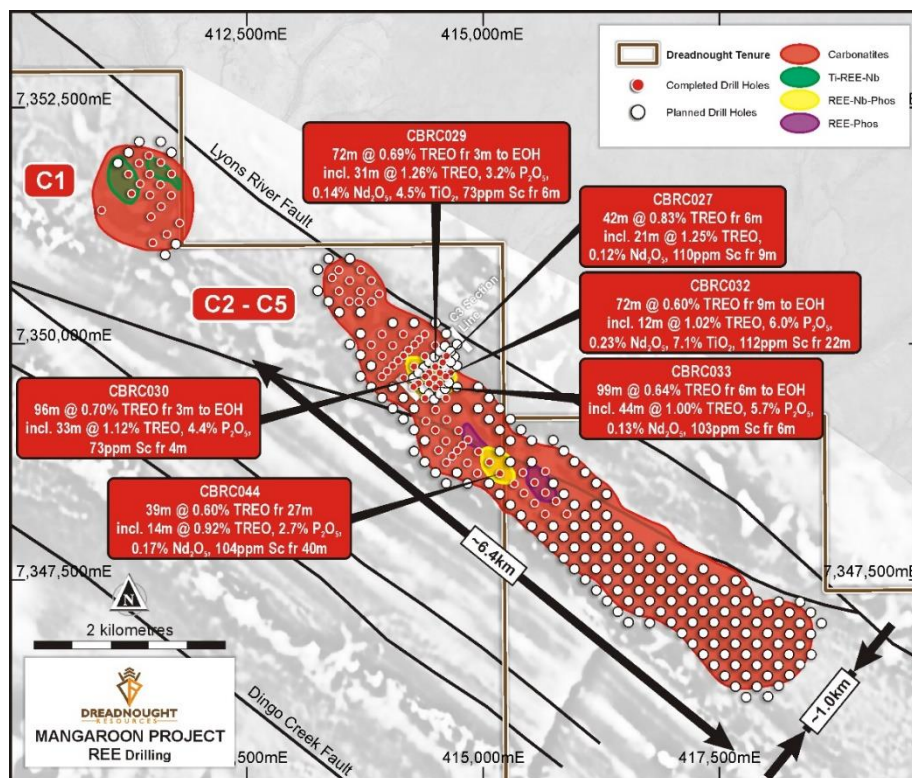 412,500mE
415,000mE
7,352,500mE
Dreadnought Tenure
Completed Drill Holes
Planned Drill Holes
Carbonatites
Ti-REE-Nb
REE-Nb-Phos
REE-Phos
Lyons River Fault
C1
CBRC029
72m @ 0.69% TREO fr 3m to EOH
incl. 31m @ 1.26% TREO, 3.2% P₂O₅,
0.14% Nd₂O₅, 4.5% TiO₂, 73ppm Sc fr 6m
CBRC027
42m @ 0.83% TREO fr 6m
incl. 21m @ 1.25% TREO,
0.12% Nd₂O₅, 110ppm Sc fr 9m
C2 - C5
C3 Section
Line
CBRC032
72m @ 0.60% TREO fr 9m to EOH
incl. 12m @ 1.02% TREO, 6.0% P₂O₅,
0.23% Nd₂O₅, 7.1% TiO₂, 112ppm Sc fr 22m
7,350,000mE
7,350,000mE
CBRC033
99m @ 0.64% TREO fr 6m to EOH
incl. 44m @ 1.00% TREO, 5.7% P₂O₅,
0.13% Nd₂O₅, 103ppm Sc fr 6m
CBRC030
96m @ 0.70% TREO fr 3m to EOH
incl. 33m @ 1.12% TREO, 4.4% P₂O₅,
73ppm Sc fr 4m
CBRC044
39m @ 0.60% TREO fr 27m
incl. 14m @ 0.92% TREO, 2.7% P₂O₅,
0.17% Nd₂O₅, 104ppm Sc fr 40m
~6.4km
7,347,500mE
7,347,500mE
N
2 kilometres
~1.0km
DREADNOUGHT
RESOURCES
MANGAROON PROJECT
REE Drilling
Dingo Creek Fault
412,500mE
415,000mE
417,500mE